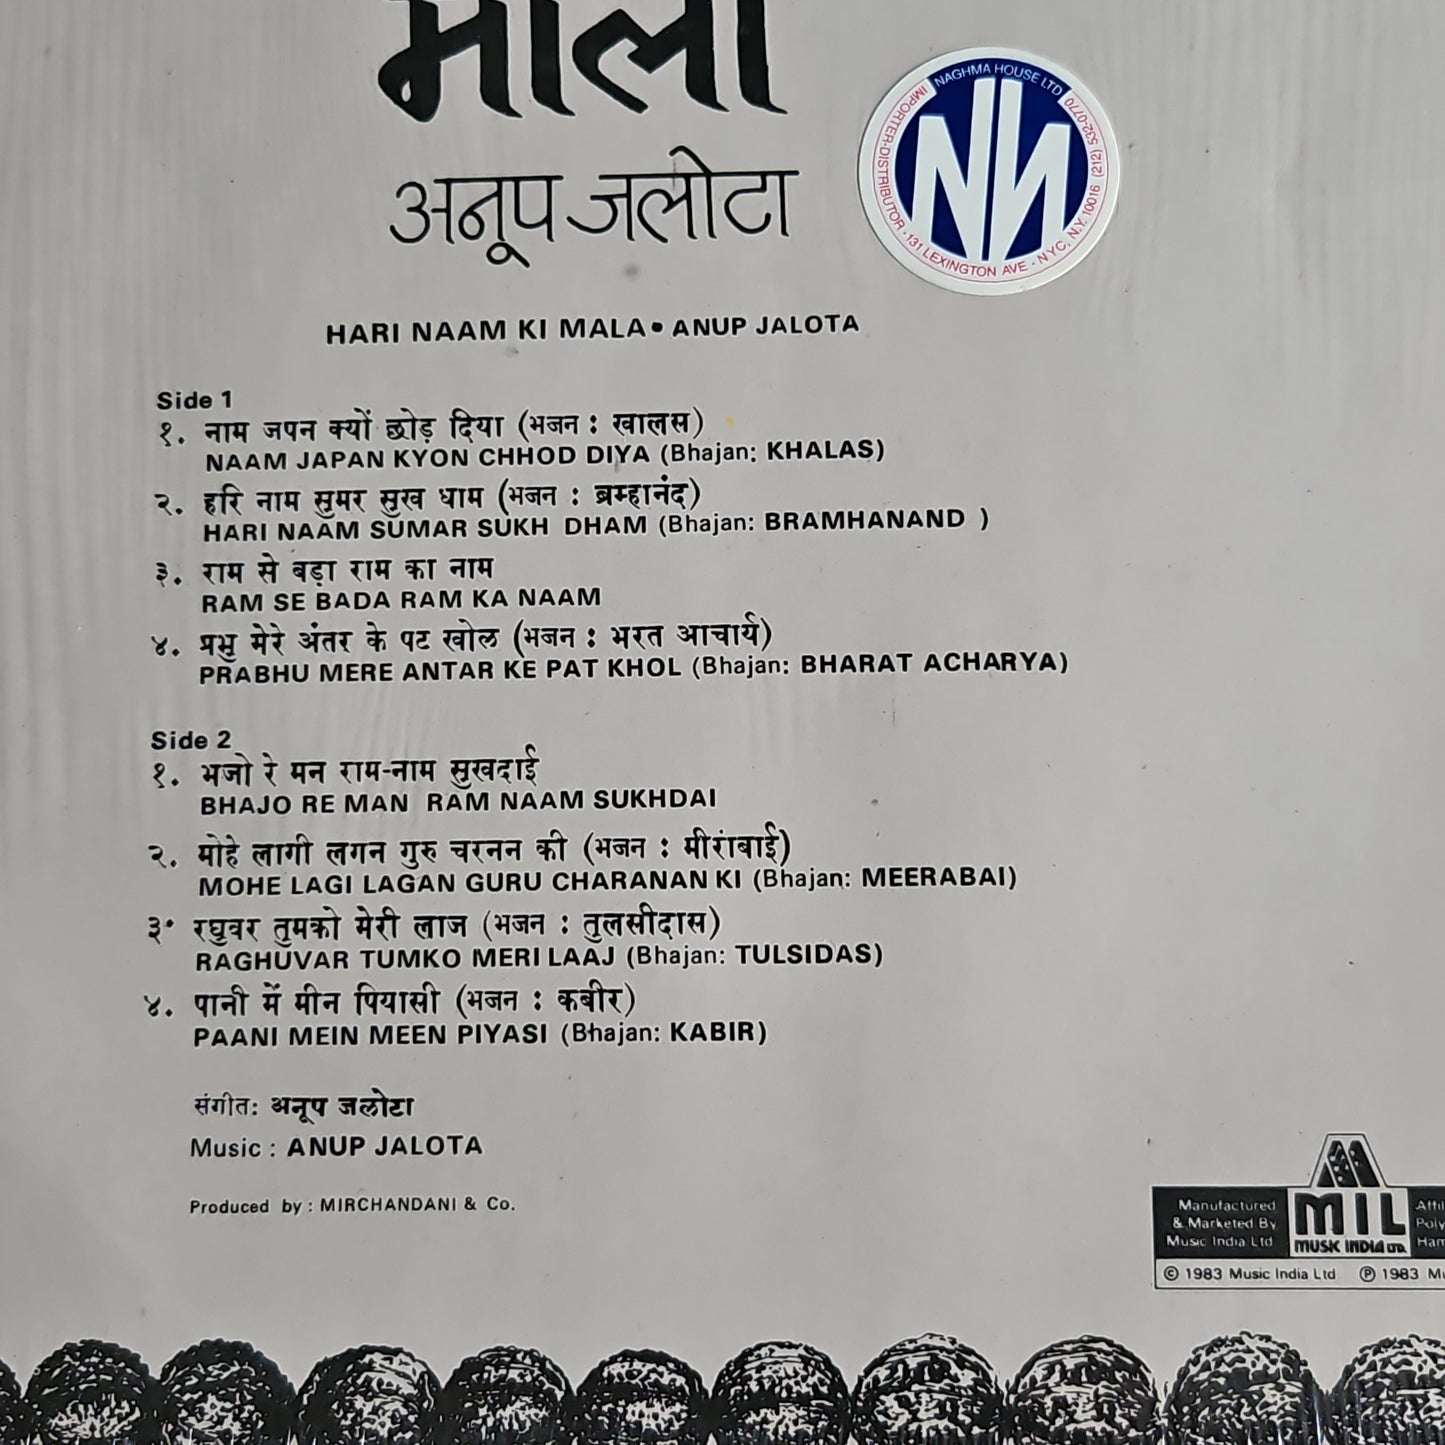 माला
अनूप जलोटा
NAGHMA HOUSE LTD
IMPORTER-DISTRIBUTOR · 131 LEXINGTON AVE · NYC, N.Y. 10016 (212) 532-0770
NH
HARI NAAM KI MALA • ANUP JALOTA
Side 1
१. नाम जपन क्यों छोड़ दिया (भजन : खालस)
NAAM JAPAN KYON CHHOD DIYA (Bhajan: KHALAS)
२. हरि नाम सुमर सुख धाम (भजन : ब्रम्हानंद)
HARI NAAM SUMAR SUKH DHAM (Bhajan: BRAMHANAND )
३. राम से बड़ा राम का नाम
RAM SE BADA RAM KA NAAM
४. प्रभु मेरे अंतर के पट खोल (भजन : भरत आचार्य)
PRABHU MERE ANTAR KE PAT KHOL (Bhajan: BHARAT ACHARYA)
Side 2
१. भजो रे मन राम-नाम सुखदाई
BHAJO RE MAN RAM NAAM SUKHDAI
२. मोहे लागी लगन गुरु चरनन की (भजन : मीरांबाई)
MOHE LAGI LAGAN GURU CHARANAN KI (Bhajan: MEERABAI)
३. रघुवर तुमको मेरी लाज (भजन : तुलसीदास)
RAGHUVAR TUMKO MERI LAAJ (Bhajan: TULSIDAS)
४. पानी में मीन पियासी (भजन : कबीर)
PAANI MEIN MEEN PIYASI (Bhajan: KABIR)
संगीत: अनूप जलोटा
Music : ANUP JALOTA
Produced by : MIRCHANDANI & Co.
Manufactured
& Marketed By
Music India Ltd
MIL
MUSIC INDIA LTD.
© 1983 Music India Ltd ℗ 1983